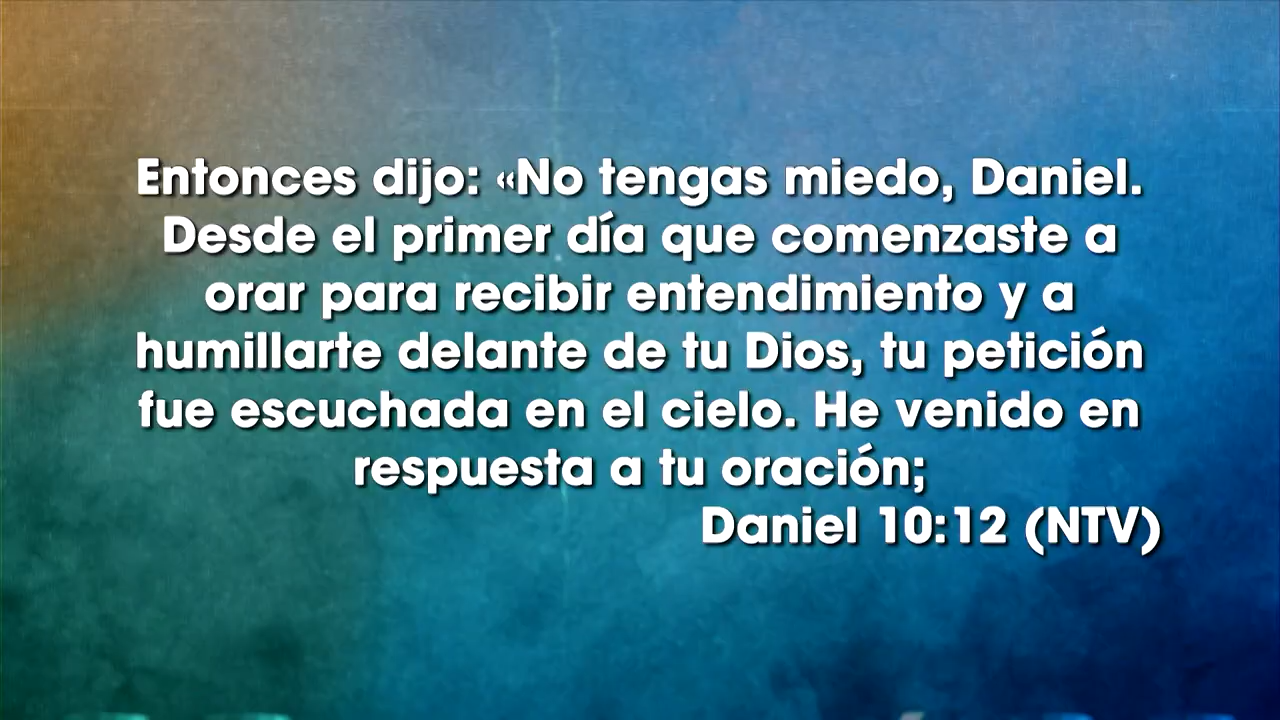 Entonces dijo: «No tengas miedo, Daniel.
Desde el primer día que comenzaste a
orar para recibir entendimiento y a
humillarte delante de tu Dios, tu petición
fue escuchada en el cielo. He venido en
respuesta a tu oración;
Daniel 10:12 (NTV)